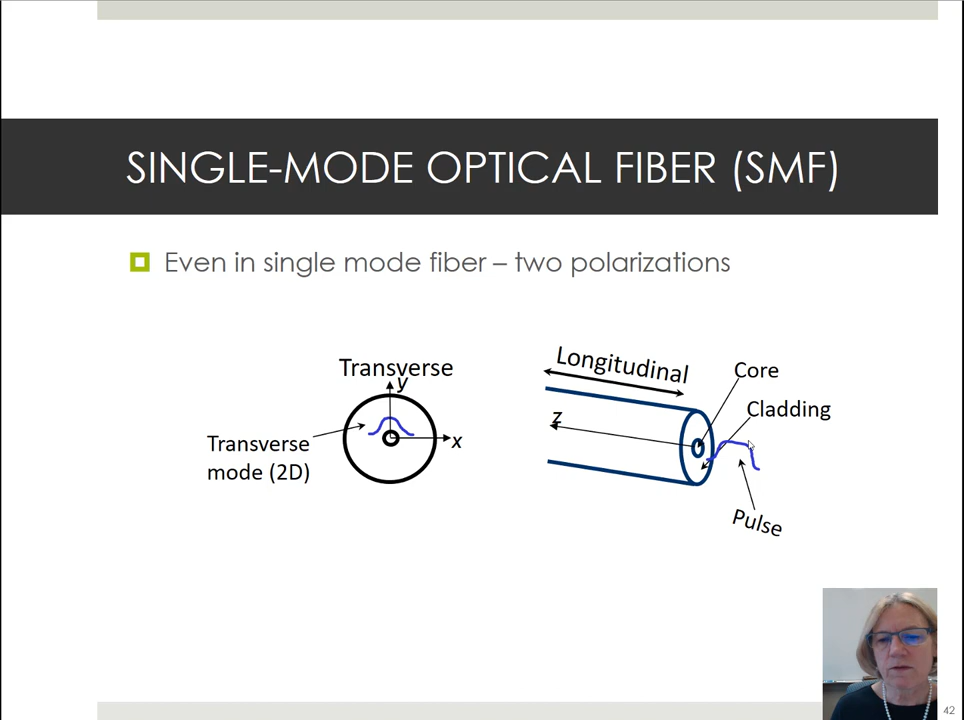 SINGLE-MODE OPTICAL FIBER (SMF)
Even in single mode fiber – two polarizations
Transverse
y
x
Transverse
mode (2D)
Longitudinal
z
Core
Cladding
Pulse
42